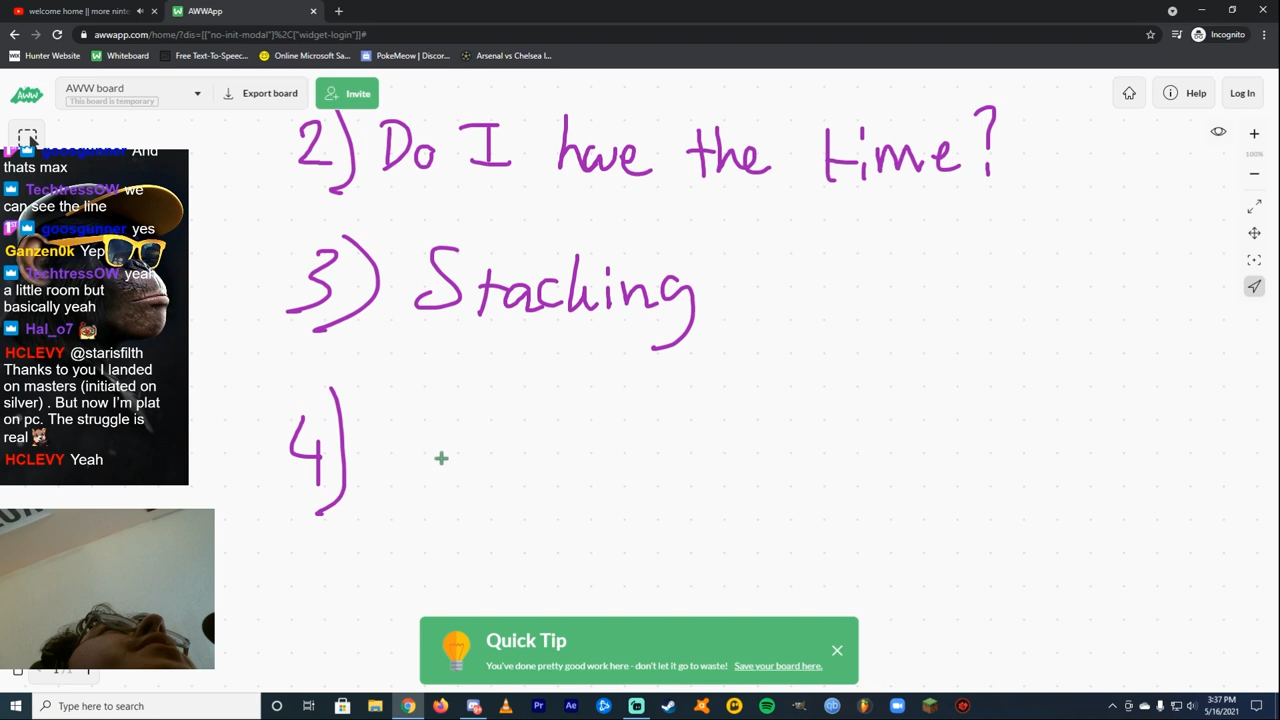 welcome home || more ninte
AWWApp
awwapp.com/home/?dis=[["no-init-modal"]%2C["widget-login"]]#
Incognito
Hunter Website
Whiteboard
Free Text-To-Speec...
Online Microsoft Sa...
PokeMeow | Discor...
Arsenal vs Chelsea l...
AWW
AWW board
This board is temporary
Export board
Invite
Help
Log In
100%
2) Do I have the time?
3) Stacking
4)
goosgunner And
thats max
TechtressOW we
can see the line
goosgunner yes
Ganzen0k Yep
TechtressOW yeah
a little room but
basically yeah
Hal_o7
HCLEVY @starisfilth
Thanks to you I landed
on masters (initiated on
silver) . But now I'm plat
on pc. The struggle is
real
HCLEVY Yeah
Quick Tip
You've done pretty good work here - don't let it go to waste! Save your board here.
1 / 1
Type here to search
3:37 PM
5/16/2021